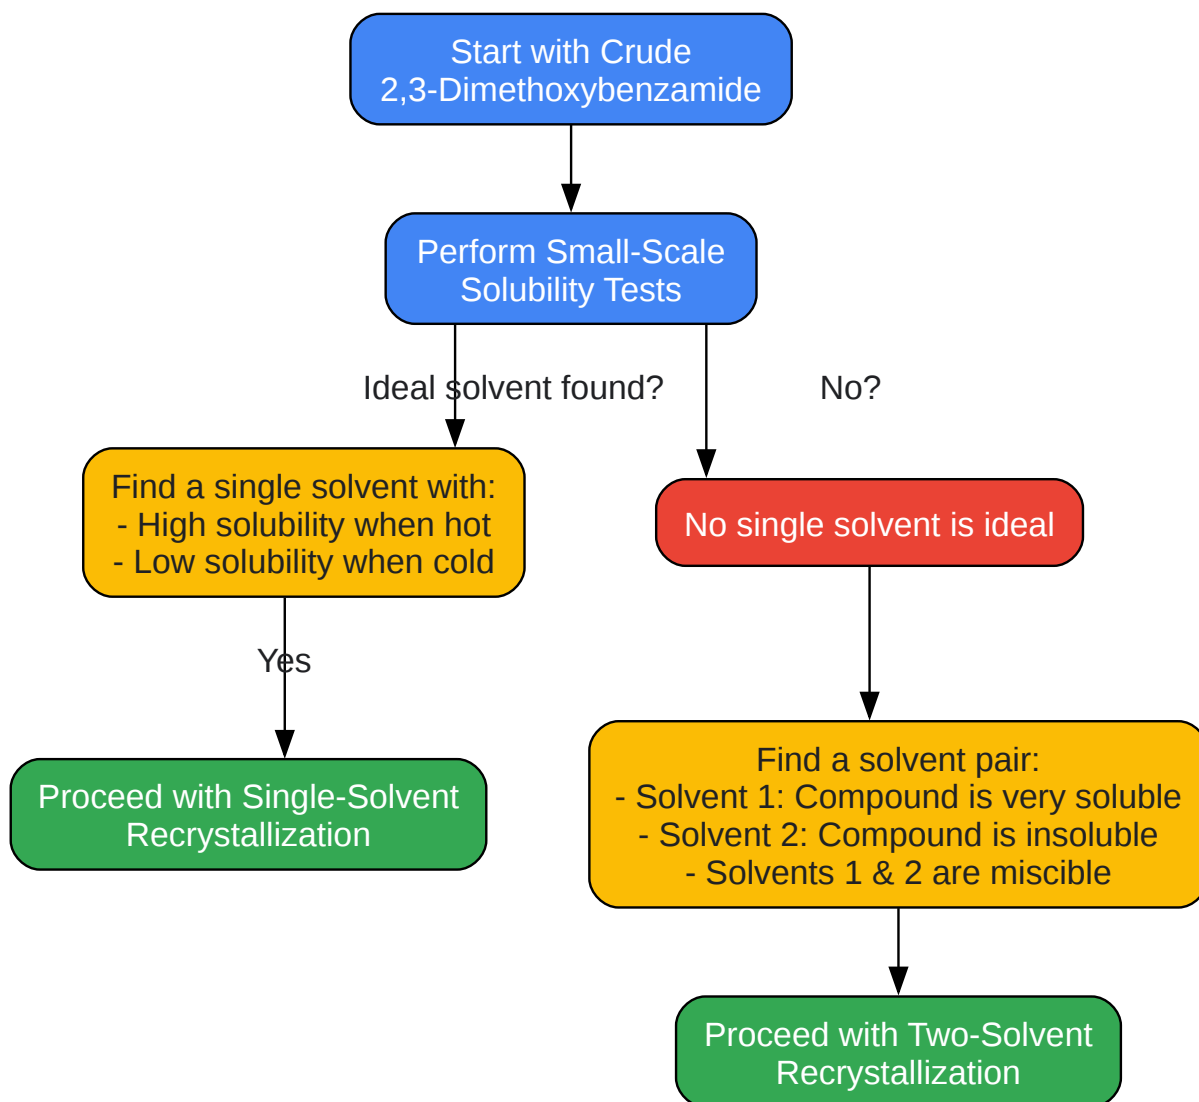 Start with Crude
2,3-Dimethoxybenzamide
Perform Small-Scale
Solubility Tests
Ideal solvent found?
No?
Find a single solvent with:
- High solubility when hot
- Low solubility when cold
No single solvent is ideal
Yes
Proceed with Single-Solvent
Recrystallization
Find a solvent pair:
- Solvent 1: Compound is very soluble
- Solvent 2: Compound is insoluble
- Solvents 1 & 2 are miscible
Proceed with Two-Solvent
Recrystallization